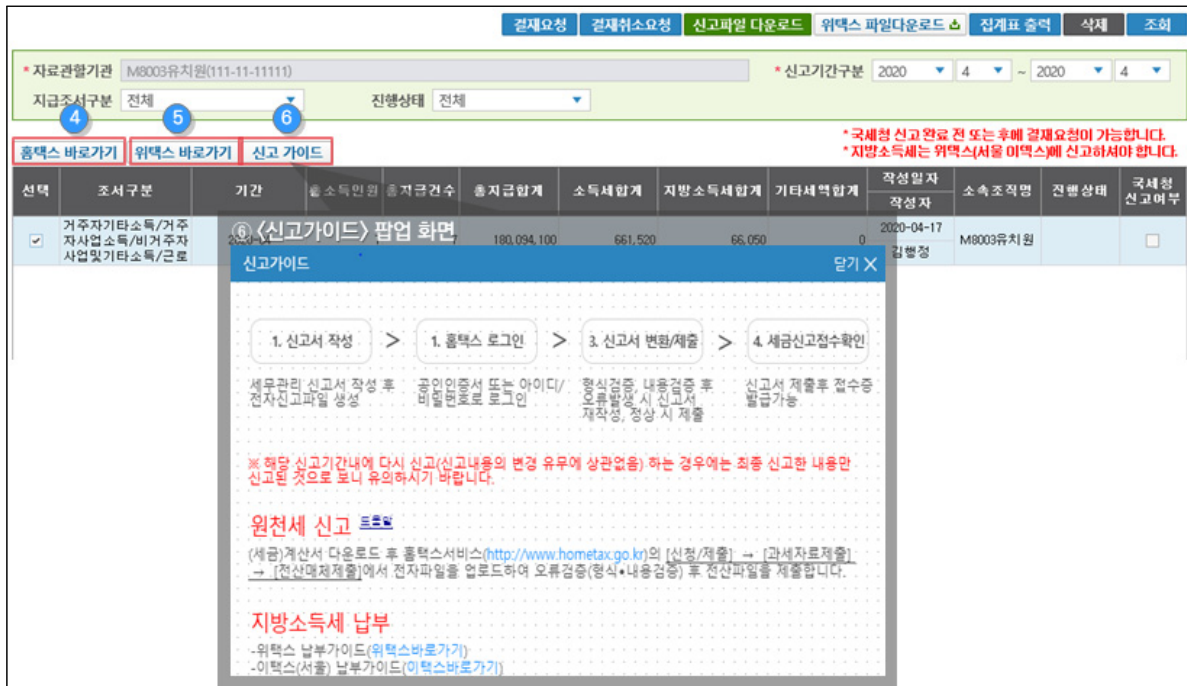 결재요청 결재취소요청 신고파일 다운로드 위택스 파일다운로드 집계표 출력 삭제 조회
*자료관할기관 M8003유치원(111-11-11111) *신고기간구분 2020 4 ~ 2020 4
지급조서구분 전체 진행상태 전체
4 5 6
*국세청 신고 완료 전 또는 후에 결재요청이 가능합니다.
홈택스 바로가기 위택스 바로가기 신고 가이드 *지방소득세는 위택스(서울 이텍스)에 신고하셔야 합니다.
선택 조서구분 기간 총소득인원 총지급건수 총지급합계 소득세합계 지방소득세합계 기타세액합계 작성일자 소속조직명 진행상태 국세청
작성자 신고여부
거주자기타소득/거주
자사업소득/비거주자
사업및기타소득/근로
2020-04 7 180,094,100 661,520 66,050 0 2020-04-17 M8003유치원
김행정
⑥ 〈신고가이드〉 팝업 화면
신고가이드 닫기 X
1. 신고서 작성 > 1. 홈택스 로그인 > 3. 신고서 변환/제출 > 4. 세금신고접수확인
세무관리 신고서 작성 후 공인인증서 또는 아이디/ 형식검증, 내용검증 후 신고서 제출후 접수증
전자신고파일 생성 비밀번호로 로그인 오류발생 시 신고서 발급가능
재작성, 정상 시 제출
※ 해당 신고기간내에 다시 신고(신고내용의 변경 유무에 상관없음) 하는 경우에는 최종 신고한 내용만
신고된 것으로 보니 유의하시기 바랍니다.
원천세 신고 도움말
(세금)계산서 다운로드 후 홈택스서비스(http://www.hometax.go.kr)의 [신청/제출] → [과세자료제출]
→ [전산매체제출]에서 전자파일을 업로드하여 오류검증(형식•내용검증) 후 전산파일을 제출합니다.
지방소득세 납부
-위택스 납부가이드(위택스바로가기)
-이택스(서울) 납부가이드(이택스바로가기)